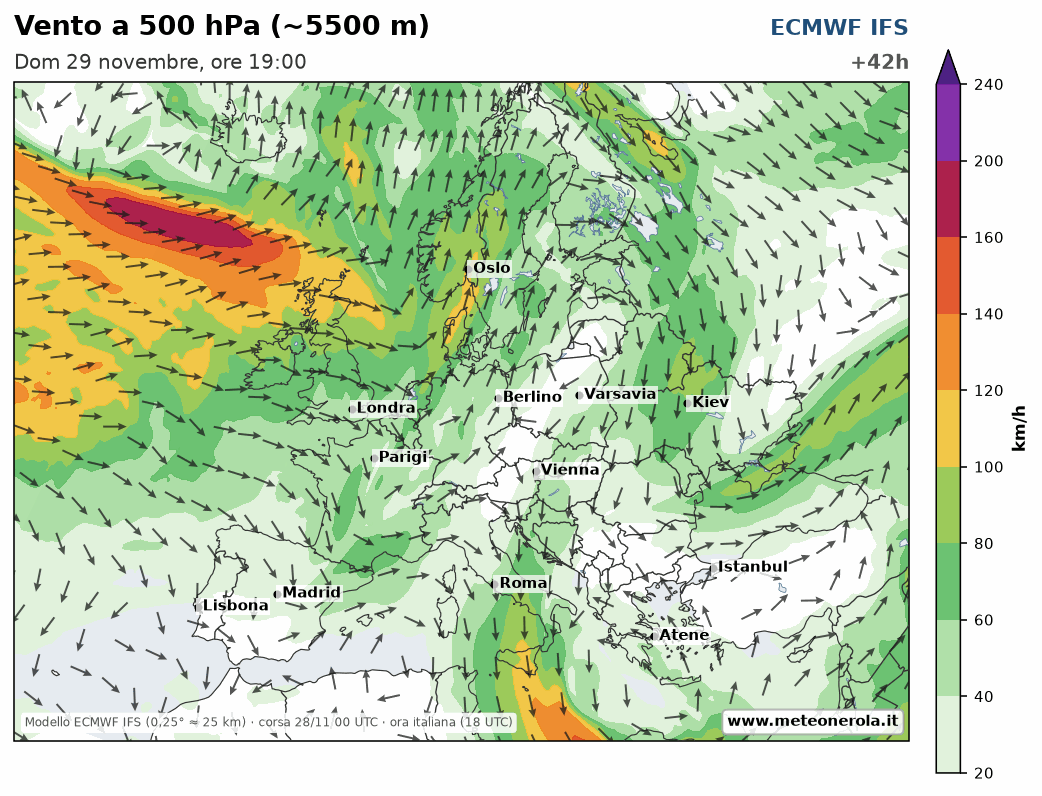 Vento a 500 hPa (~5500 m)
ECMWF IFS
Dom 29 novembre, ore 19:00
+42h
240
200
160
140
120
100
80
60
40
20
km/h
Oslo
Londra
Berlino
Varsavia
Kiev
Parigi
Vienna
Istanbul
Roma
Madrid
Lisbona
Atene
Modello ECMWF IFS (0,25° ≈ 25 km) · corsa 28/11 00 UTC · ora italiana (18 UTC)
www.meteonerola.it